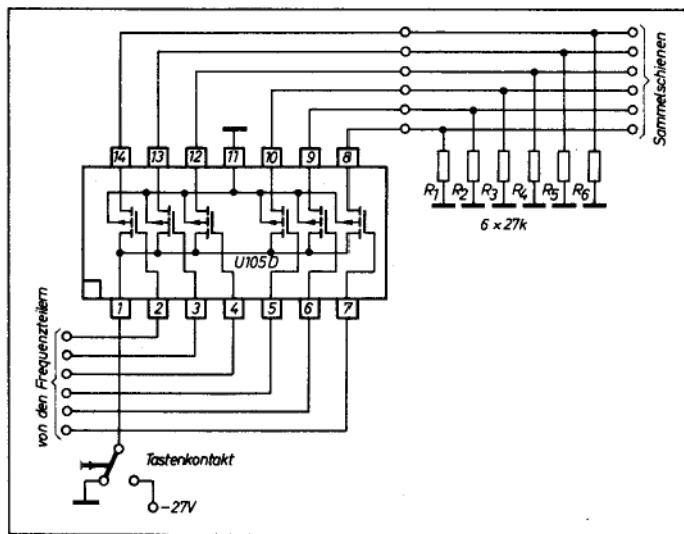 14 13 12 11 10 9 8
Sammelschienen
R1 R2 R3 R4 R5 R6
6 x 27k
U105D
1 2 3 4 5 6 7
von den Frequenzteilern
Tastenkontakt
-27V